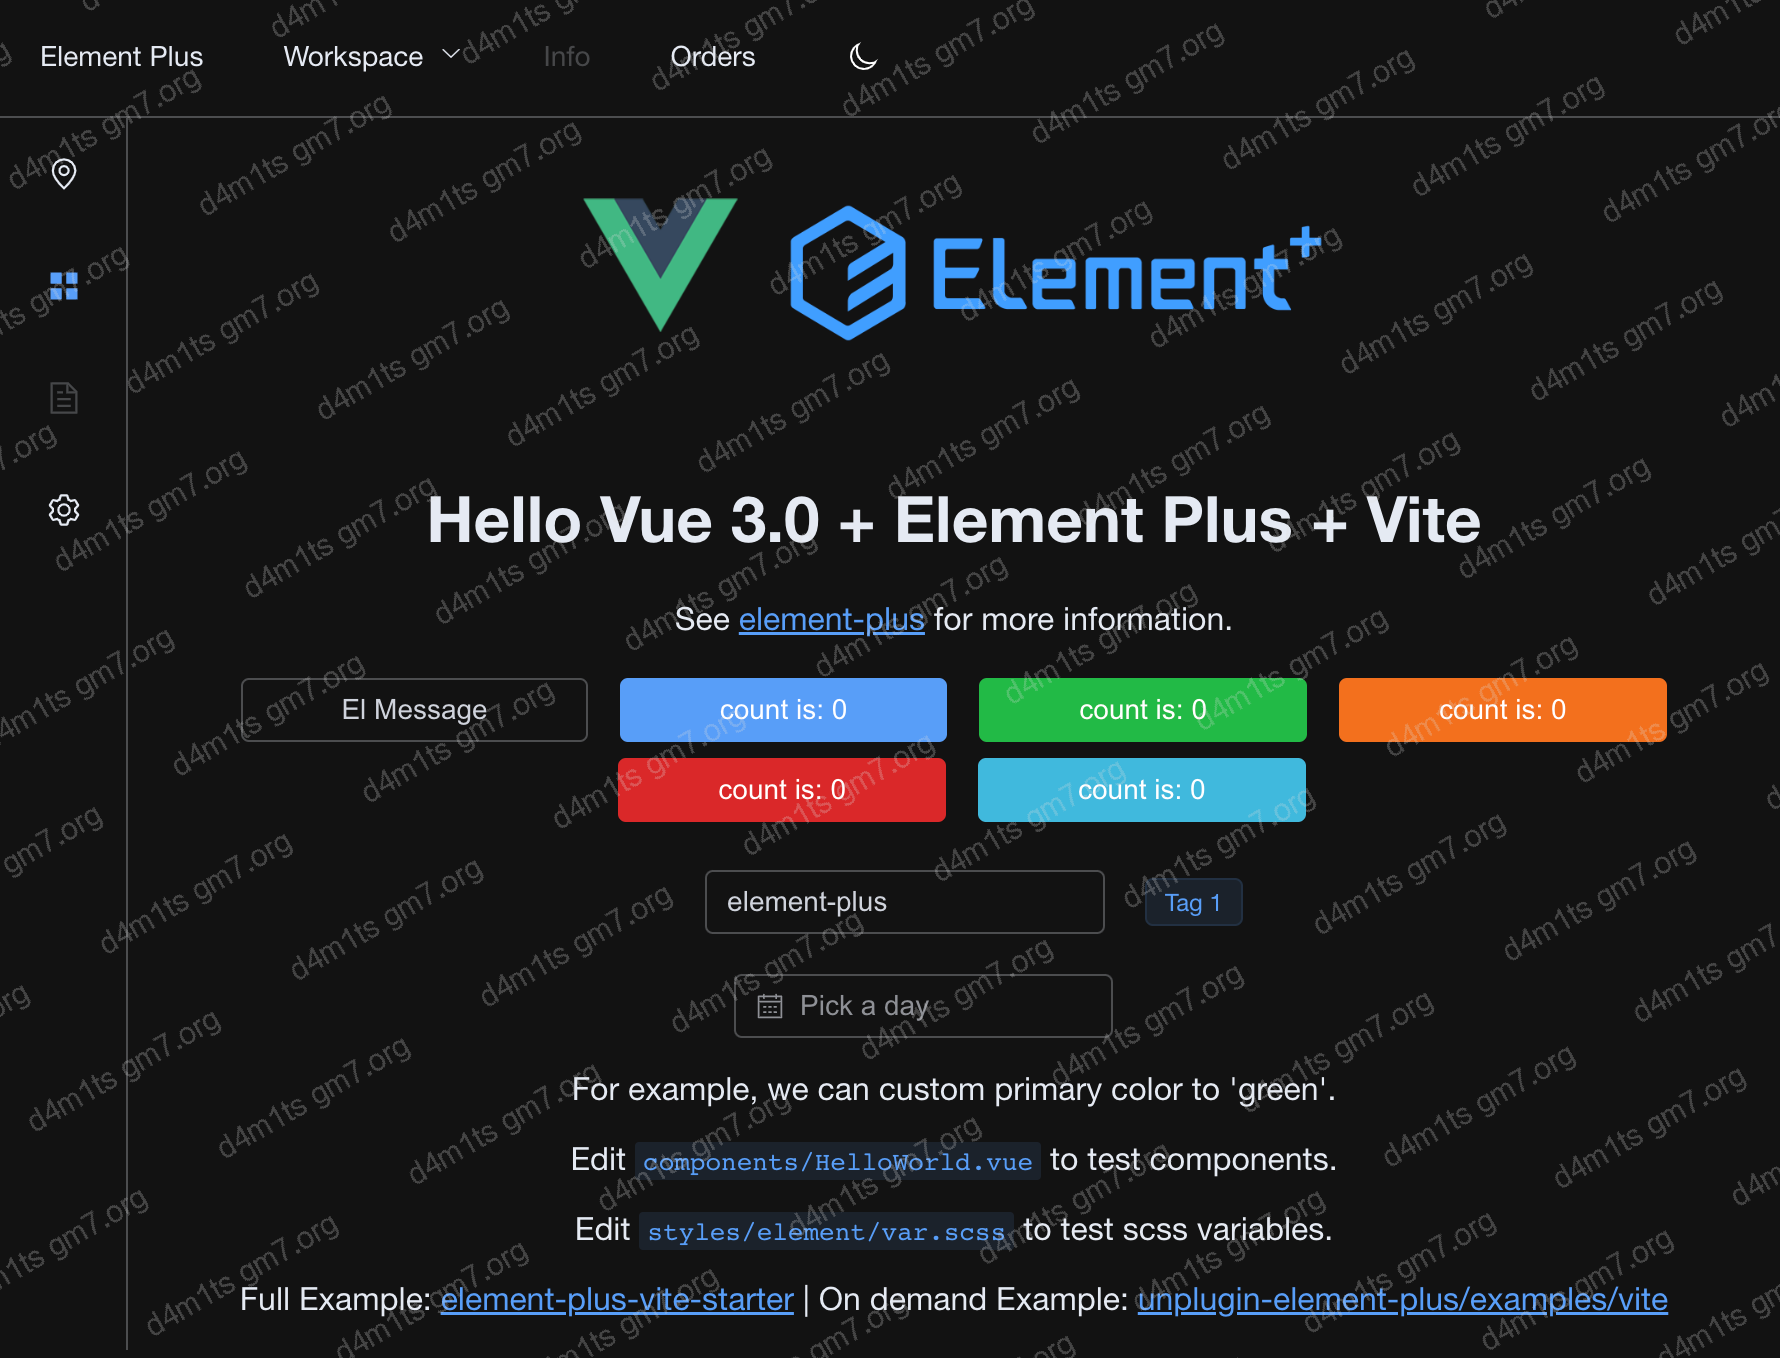 Element Plus Workspace Info Orders
Element+
Hello Vue 3.0 + Element Plus + Vite
See element-plus for more information.
El Message count is: 0 count is: 0 count is: 0
count is: 0 count is: 0
element-plus Tag 1
Pick a day
For example, we can custom primary color to 'green'.
Edit components/HelloWorld.vue to test components.
Edit styles/element/var.scss to test scss variables.
Full Example: element-plus-vite-starter | On demand Example: unplugin-element-plus/examples/vite
d4m1ts gm7.org